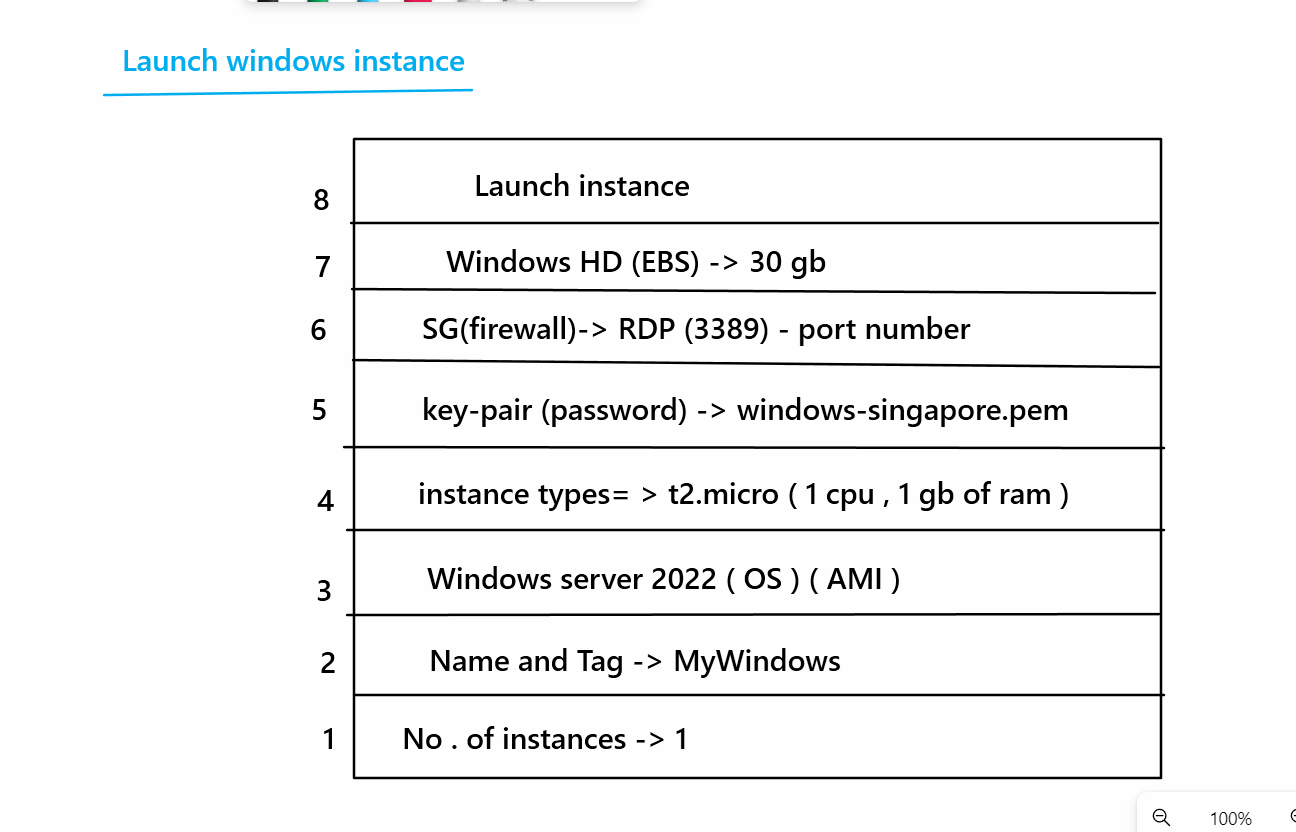 Launch windows instance
8 Launch instance
7 Windows HD (EBS) -> 30 gb
6 SG(firewall)-> RDP (3389) - port number
5 key-pair (password) -> windows-singapore.pem
4 instance types= > t2.micro ( 1 cpu , 1 gb of ram )
3 Windows server 2022 ( OS ) ( AMI )
2 Name and Tag -> MyWindows
1 No . of instances -> 1
100%